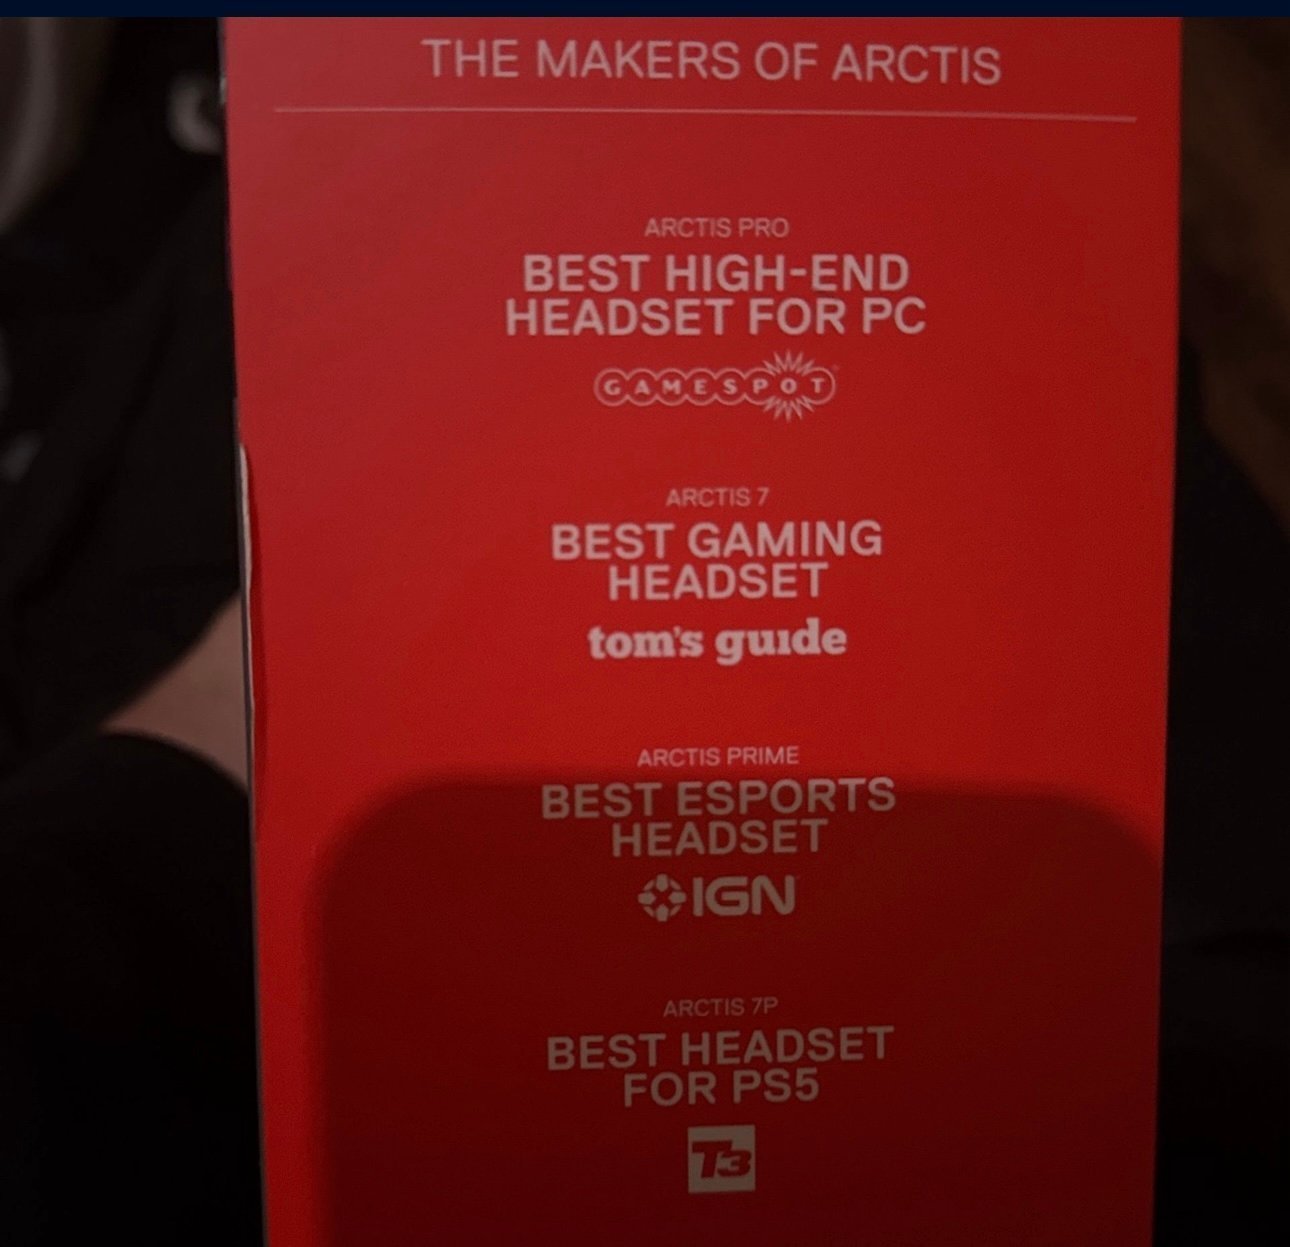 THE MAKERS OF ARCTIS
ARCTIS PRO
BEST HIGH-END
HEADSET FOR PC
GAMESPOT
ARCTIS 7
BEST GAMING
HEADSET
tom's guide
ARCTIS PRIME
BEST ESPORTS
HEADSET
IGN
ARCTIS 7P
BEST HEADSET
FOR PS5
T3